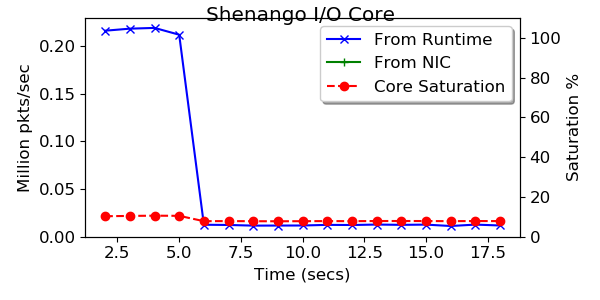 Shenango I/O Core
From Runtime
From NIC
Core Saturation
Million pkts/sec
0.20
0.15
0.10
0.05
0.00
100
80
60
40
20
0
Saturation %
2.5 5.0 7.5 10.0 12.5 15.0 17.5
Time (secs)